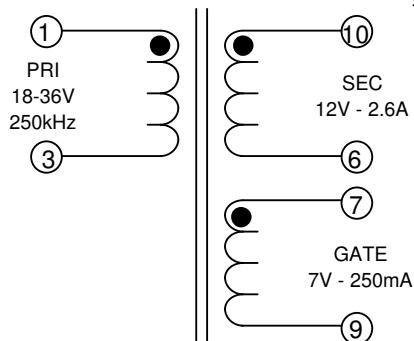 1
PRI
18-36V
250kHz
3
10
SEC
12V - 2.6A
6
7
GATE
7V - 250mA
9